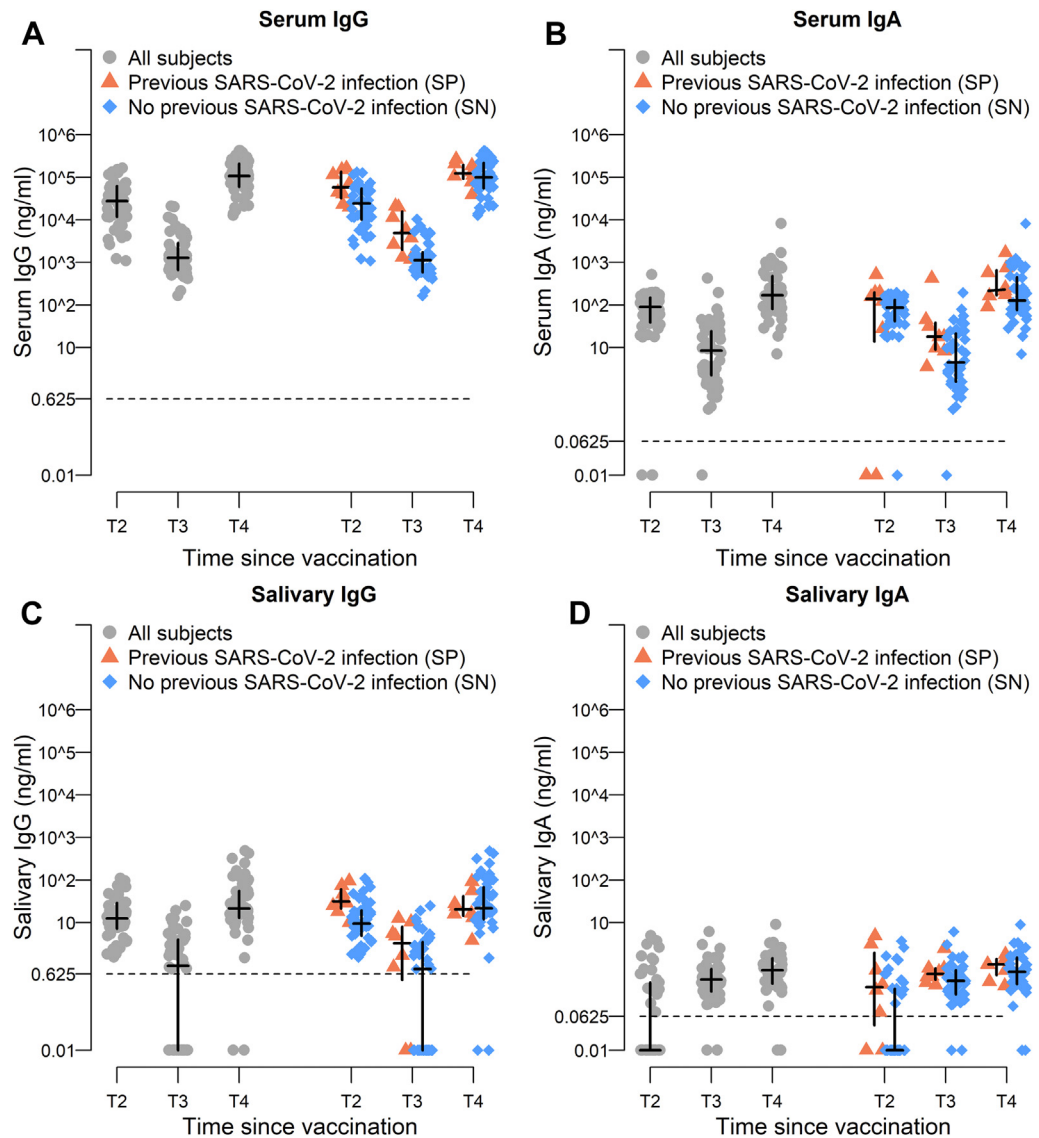 A
Serum IgG
All subjects
Previous SARS-CoV-2 infection (SP)
No previous SARS-CoV-2 infection (SN)
Serum IgG (ng/ml)
10^6
10^5
10^4
10^3
10^2
10
0.625
0.01
T2
T3
T4
T2
T3
T4
Time since vaccination
B
Serum IgA
All subjects
Previous SARS-CoV-2 infection (SP)
No previous SARS-CoV-2 infection (SN)
Serum IgA (ng/ml)
10^6
10^5
10^4
10^3
10^2
10
0.0625
0.01
T2
T3
T4
T2
T3
T4
Time since vaccination
C
Salivary IgG
All subjects
Previous SARS-CoV-2 infection (SP)
No previous SARS-CoV-2 infection (SN)
Salivary IgG (ng/ml)
10^6
10^5
10^4
10^3
10^2
10
0.625
0.01
T2
T3
T4
T2
T3
T4
Time since vaccination
D
Salivary IgA
All subjects
Previous SARS-CoV-2 infection (SP)
No previous SARS-CoV-2 infection (SN)
Salivary IgA (ng/ml)
10^6
10^5
10^4
10^3
10^2
10
0.0625
0.01
T2
T3
T4
T2
T3
T4
Time since vaccination